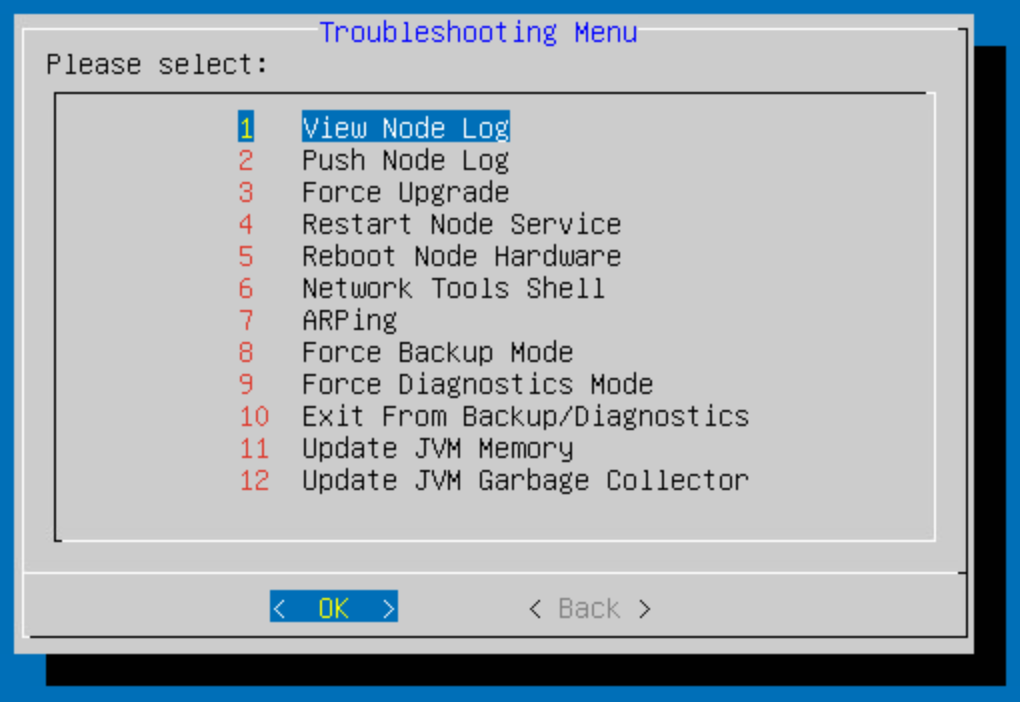 Troubleshooting Menu
Please select:
1 View Node Log
2 Push Node Log
3 Force Upgrade
4 Restart Node Service
5 Reboot Node Hardware
6 Network Tools Shell
7 ARPing
8 Force Backup Mode
9 Force Diagnostics Mode
10 Exit From Backup/Diagnostics
11 Update JVM Memory
12 Update JVM Garbage Collector
< OK > < Back >